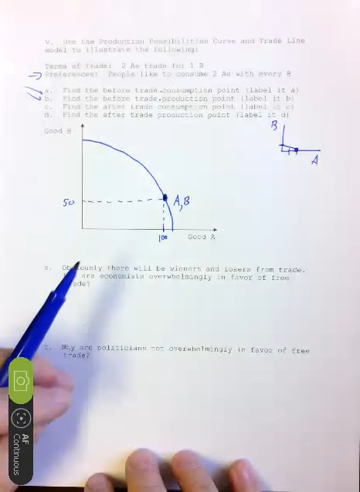 V. Use the Production Possibilities Curve and Trade Line
model to illustrate the following:
Terms of Trade: 2 As trade for 1 B
Preferences: People like to consume 2 As with every B
a. Find the before trade consumption point (label it a)
b. Find the before trade production point (label it b)
c. Find the after trade consumption point (label it c)
d. Find the after trade production point (label it d)
Good B
B
A
50
A,B
100
Good A
Obviously there will be winners and losers from trade.
are economists overwhelmingly in favor of free
trade?
Why are politicians not overwhelmingly in favor of free
trade?
AF
Continuous